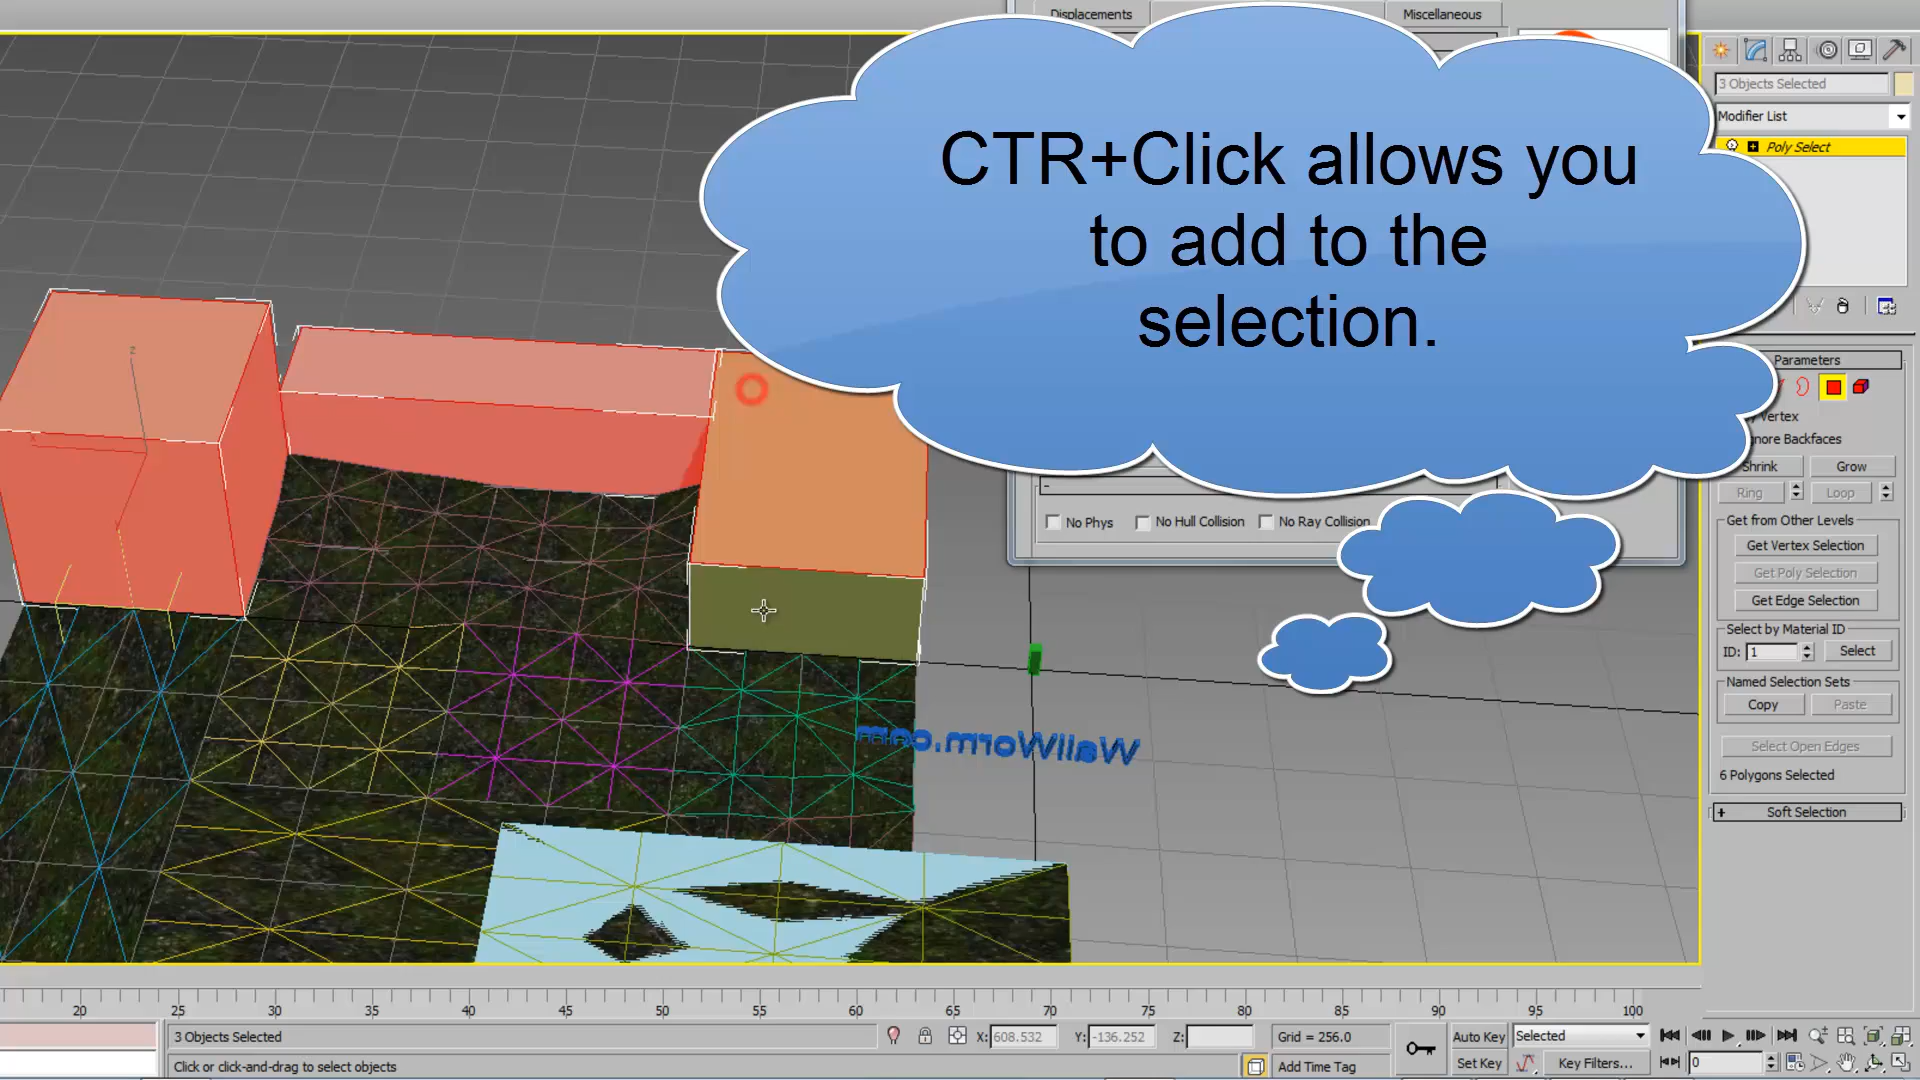 Displacements
Miscellaneous
CTR+Click allows you
to add to the
selection.
3 Objects Selected
Modifier List
Poly Select
Parameters
Vertex
Ignore Backfaces
Shrink
Grow
Ring
Loop
Get from Other Levels
Get Vertex Selection
Get Poly Selection
Get Edge Selection
Select by Material ID
ID: 1
Select
Named Selection Sets
Copy
Paste
Select Open Edges
6 Polygons Selected
+ Soft Selection
No Phys
No Hull Collision
No Ray Collision
z
x
y
WallWorm.com
20 25 30 35 40 45 50 55 60 65 70 75 80 85 90 95 100
3 Objects Selected
X: 608.532
Y: -136.252
Z:
Grid = 256.0
Auto Key
Selected
Click or click-and-drag to select objects
Add Time Tag
Set Key
Key Filters...
0